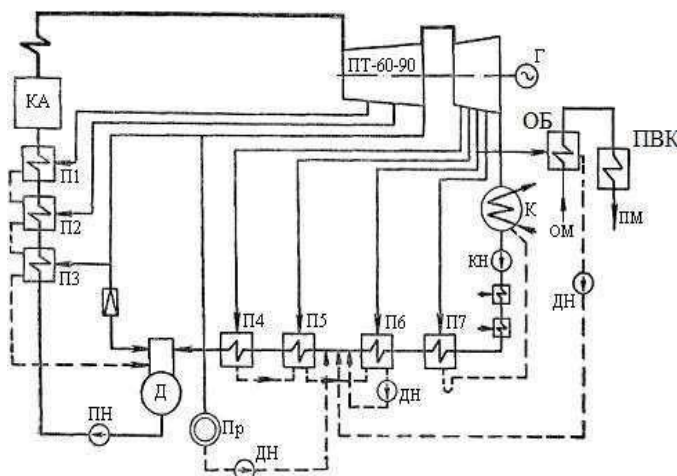 ПТ-60-90
Г
КА
ОБ
ПВК
П1
П2
К
ОМ
ПМ
П3
КН
ДН
П4
П5
П6
П7
Д
ДН
ПН
Пр
ДН